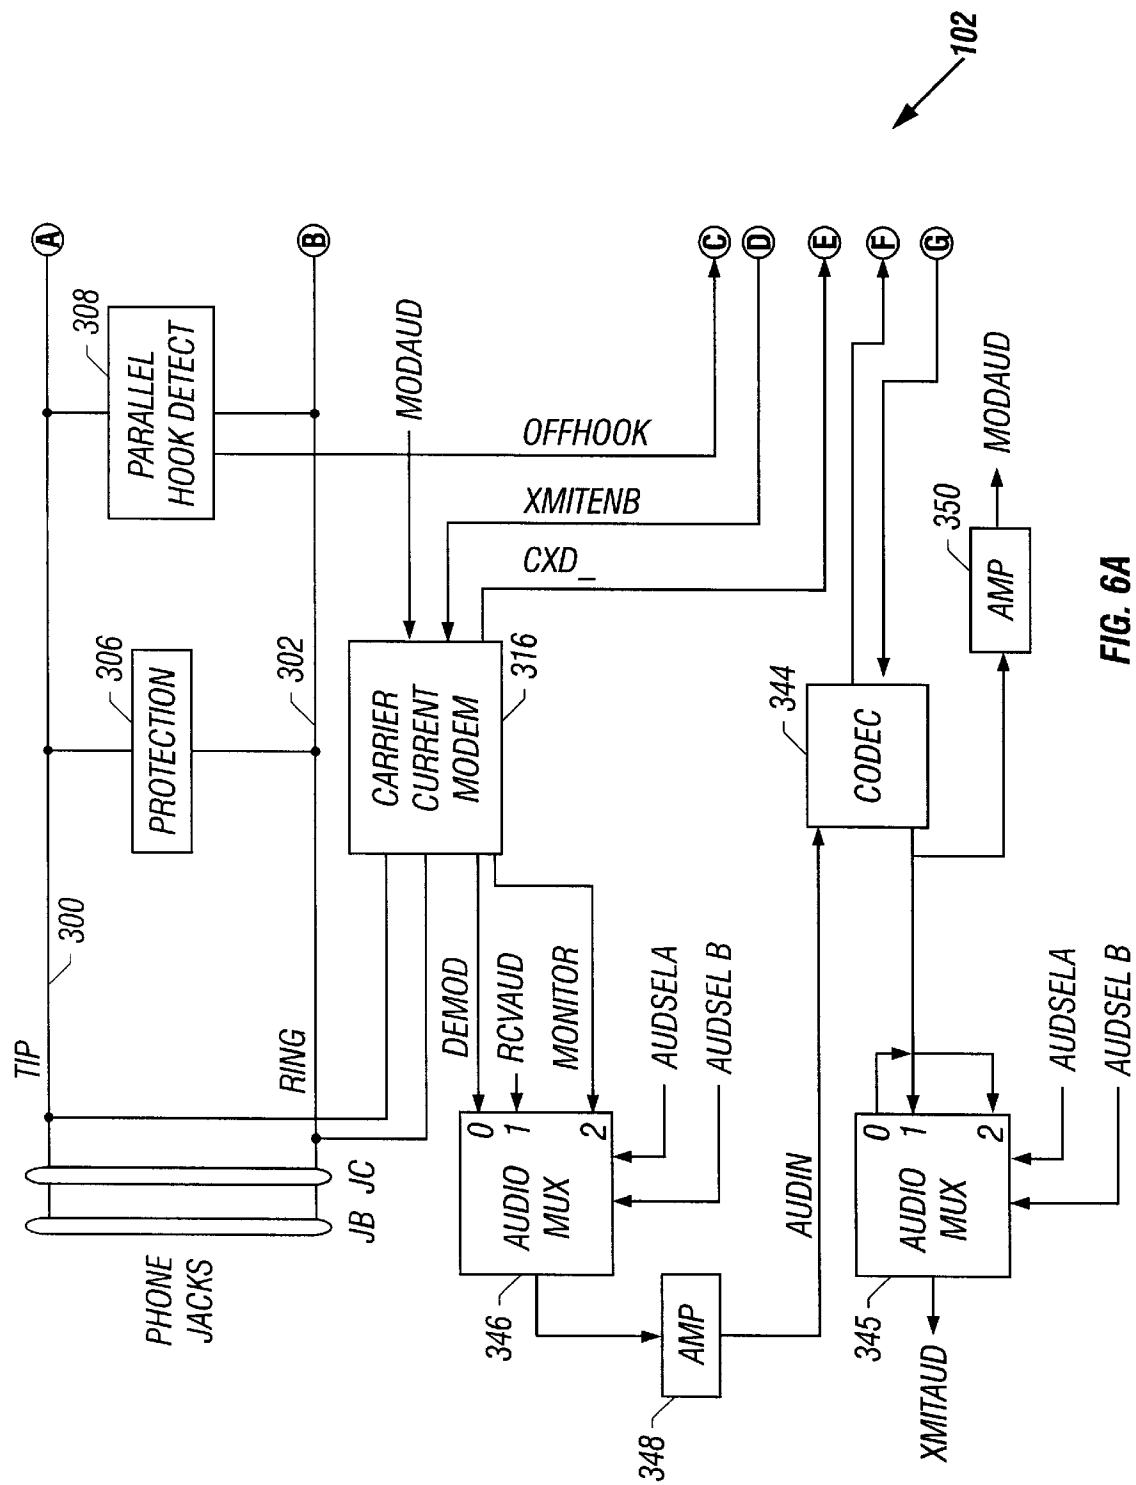 102
A
B
C
D
E
F
G
308
PARALLEL
HOOK DETECT
MODAUD
OFFHOOK
XMITENB
CXD_
306
PROTECTION
302
300
TIP
RING
CARRIER
CURRENT
MODEM
316
DEMOD
RCVAUD
MONITOR
AUDSELA
AUDSEL B
JC
JB
PHONE
JACKS
0
1
2
AUDIO
MUX
346
AMP
348
AUDIN
344
CODEC
350
AMP
MODAUD
AUDSELA
AUDSEL B
0
1
2
AUDIO
MUX
345
XMITAUD
FIG. 6A